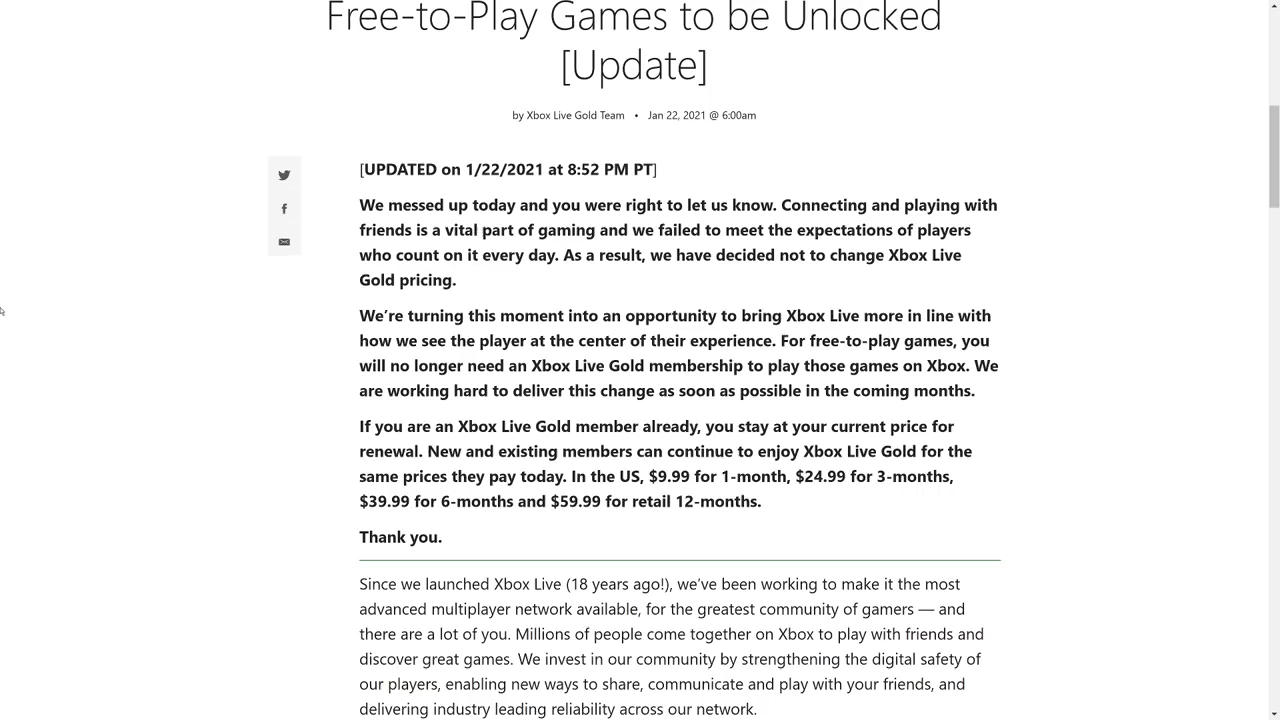 Free-to-Play Games to be Unlocked
[Update]
by Xbox Live Gold Team • Jan 22, 2021 @ 6:00am
[UPDATED on 1/22/2021 at 8:52 PM PT]
We messed up today and you were right to let us know. Connecting and playing with
friends is a vital part of gaming and we failed to meet the expectations of players
who count on it every day. As a result, we have decided not to change Xbox Live
Gold pricing.
We’re turning this moment into an opportunity to bring Xbox Live more in line with
how we see the player at the center of their experience. For free-to-play games, you
will no longer need an Xbox Live Gold membership to play those games on Xbox. We
are working hard to deliver this change as soon as possible in the coming months.
If you are an Xbox Live Gold member already, you stay at your current price for
renewal. New and existing members can continue to enjoy Xbox Live Gold for the
same prices they pay today. In the US, $9.99 for 1-month, $24.99 for 3-months,
$39.99 for 6-months and $59.99 for retail 12-months.
Thank you.
Since we launched Xbox Live (18 years ago!), we’ve been working to make it the most
advanced multiplayer network available, for the greatest community of gamers — and
there are a lot of you. Millions of people come together on Xbox to play with friends and
discover great games. We invest in our community by strengthening the digital safety of
our players, enabling new ways to share, communicate and play with your friends, and
delivering industry leading reliability across our network.